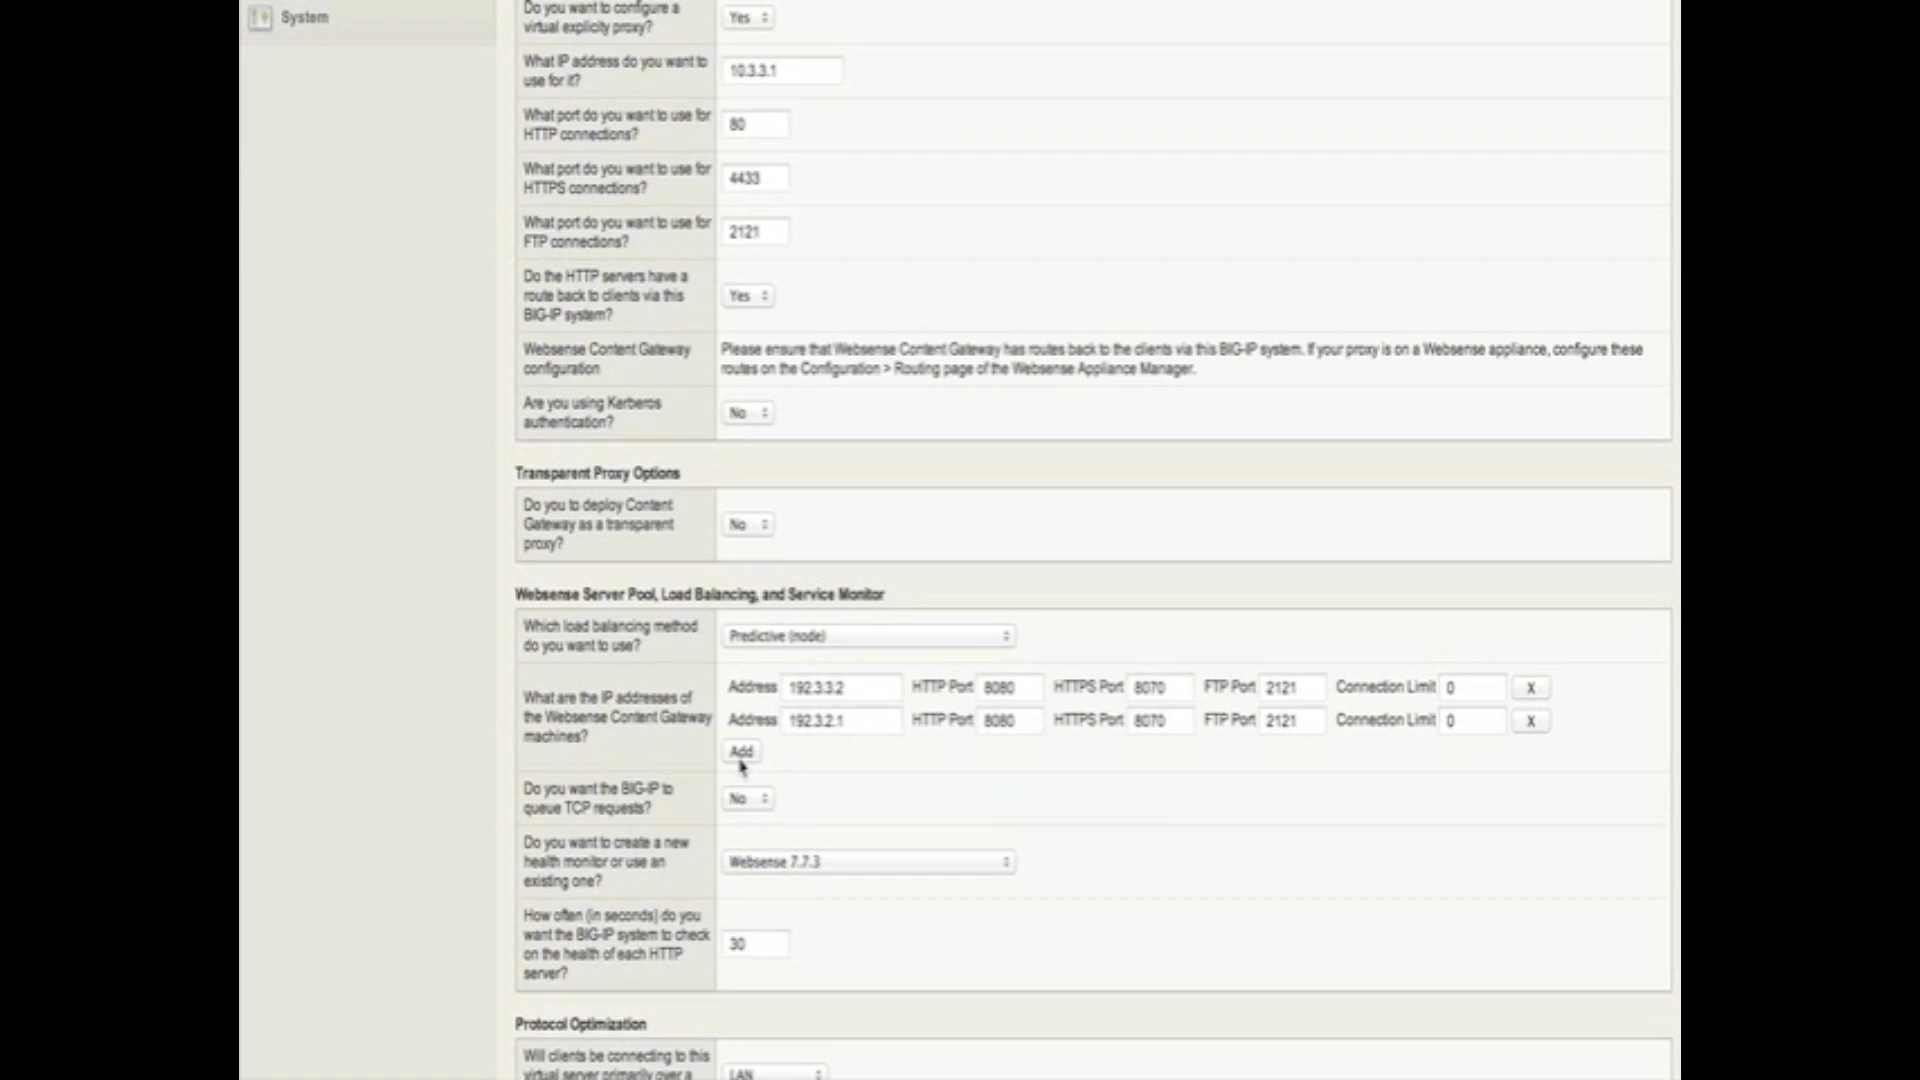 System
Do you want to configure a
virtual explicity proxy?
Yes
What IP address do you want to
use for it?
10.3.3.1
What port do you want to use for
HTTP connections?
80
What port do you want to use for
HTTPS connections?
4433
What port do you want to use for
FTP connections?
2121
Do the HTTP servers have a
route back to clients via this
BIG-IP system?
Yes
Websense Content Gateway
configuration
Please ensure that Websense Content Gateway has routes back to the clients via this BIG-IP system. If your proxy is on a Websense appliance, configure these
routes on the Configuration > Routing page of the Websense Appliance Manager.
Are you using Kerberos
authentication?
No
Transparent Proxy Options
Do you to deploy Content
Gateway as a transparent
proxy?
No
Websense Server Pool, Load Balancing, and Service Monitor
Which load balancing method
do you want to use?
Predictive (node)
What are the IP addresses of
the Websense Content Gateway
machines?
Address 192.3.3.2 HTTP Port 8080 HTTPS Port 8070 FTP Port 2121 Connection Limit 0 X
Address 192.3.2.1 HTTP Port 8080 HTTPS Port 8070 FTP Port 2121 Connection Limit 0 X
Add
Do you want the BIG-IP to
queue TCP requests?
No
Do you want to create a new
health monitor or use an
existing one?
Websense 7.7.3
How often (in seconds) do you
want the BIG-IP system to check
on the health of each HTTP
server?
30
Protocol Optimization
Will clients be connecting to this
virtual server primarily over a
LAN